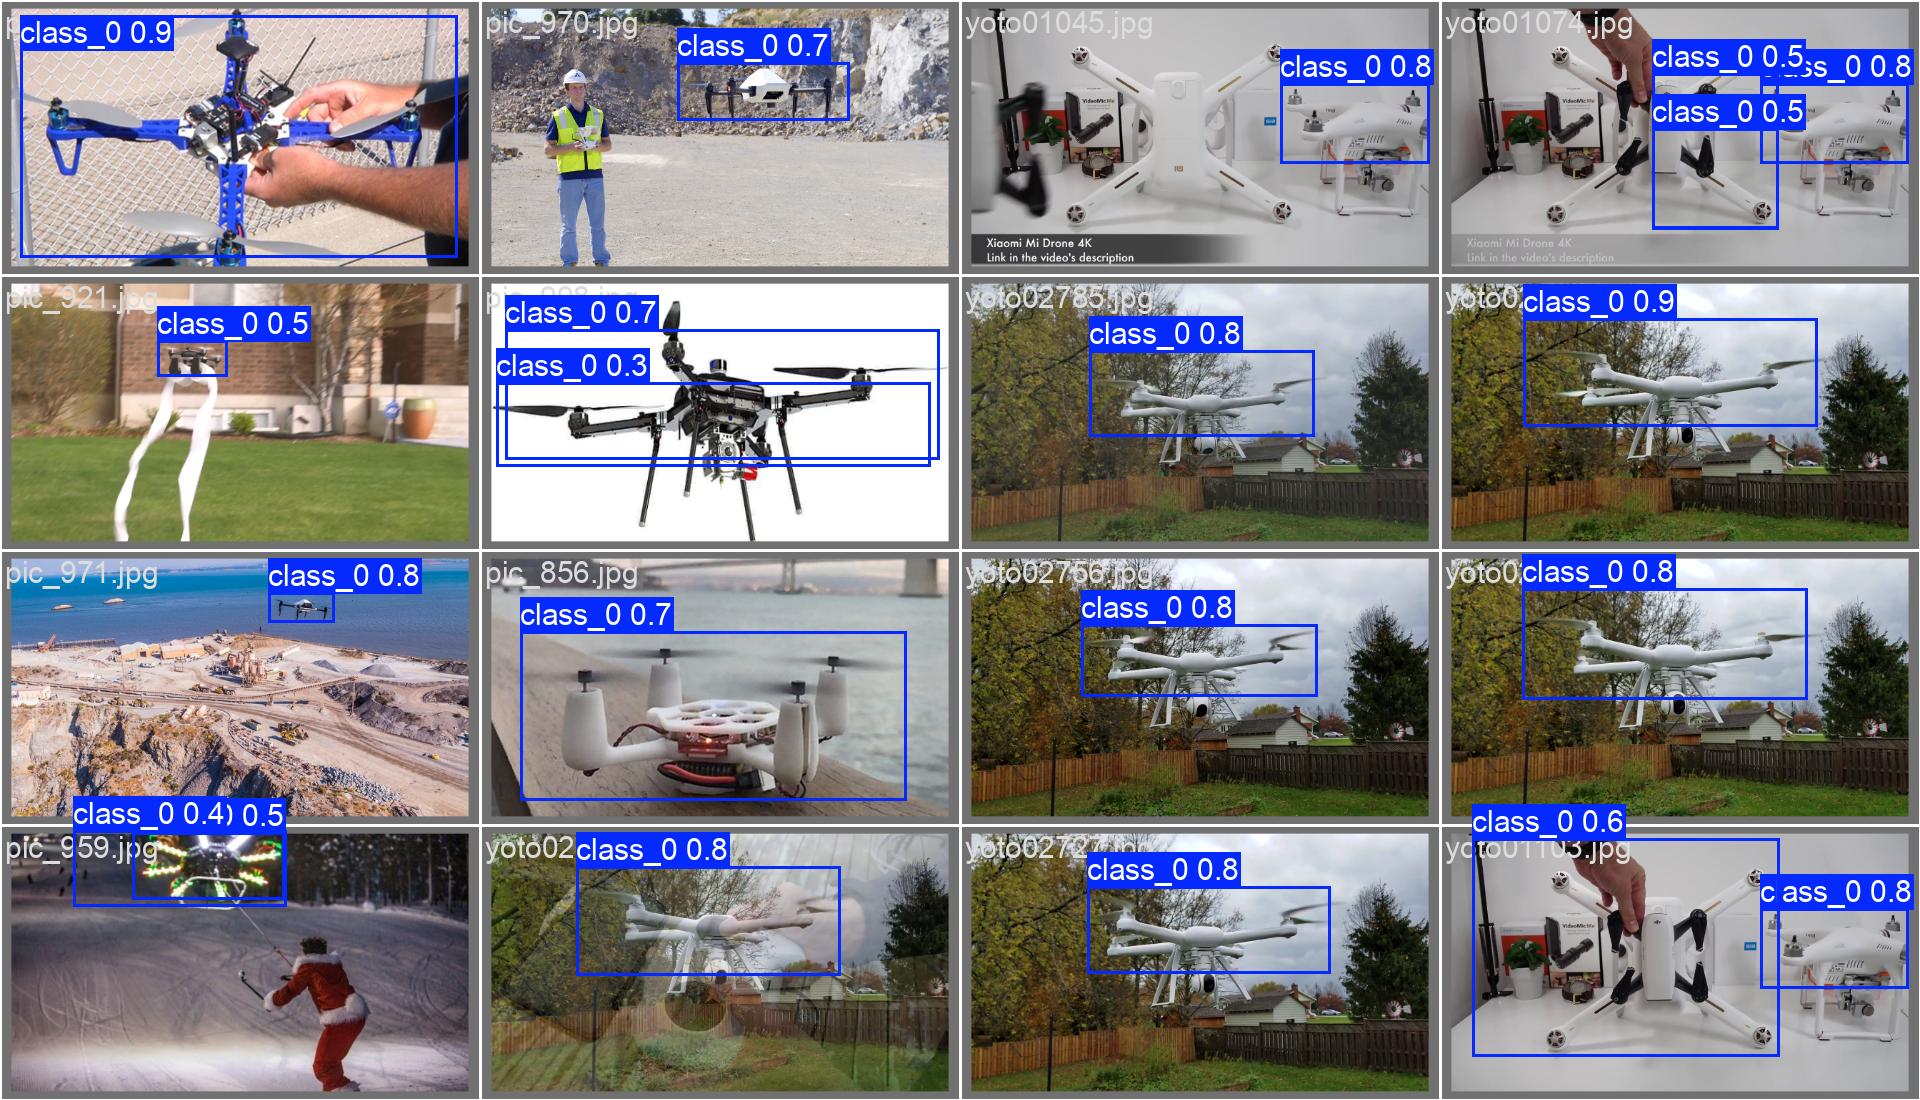 class_0 0.9
pic_970.jpg
class_0 0.7
yoto01045.jpg
class_0 0.8
Xiaomi Mi Drone 4K
Link in the video's description
yoto01074.jpg
class_0 0.5
class_0 0.8
class_0 0.5
VideoMicMe
Xiaomi Mi Drone 4K
Link in the video's description
pic_921.jpg
class_0 0.5
class_0 0.7
class_0 0.3
yoto02785.jpg
class_0 0.8
yoto0
class_0 0.9
pic_971.jpg
class_0 0.8
pic_856.jpg
class_0 0.7
yoto02756.jpg
class_0 0.8
yoto0
class_0 0.8
class_0 0.4) 0.5
pic_959.jpg
yoto02
class_0 0.8
yoto02727.jpg
class_0 0.8
class_0 0.6
yoto01103.jpg
c ass_0 0.8
VideoMicMe